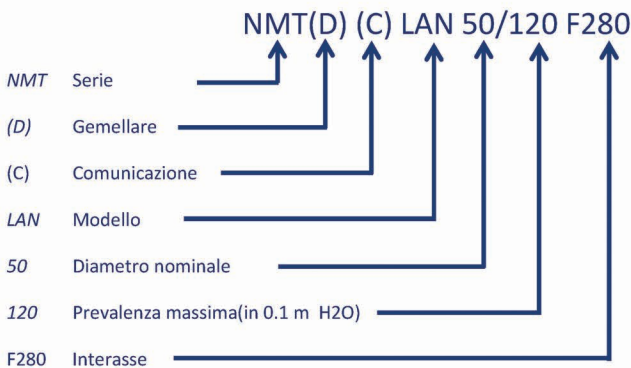 NMT(D) (C) LAN 50/120 F280
NMT Serie
(D) Gemellare
(C) Comunicazione
LAN Modello
50 Diametro nominale
120 Prevalenza massima(in 0.1 m H2O)
F280 Interasse